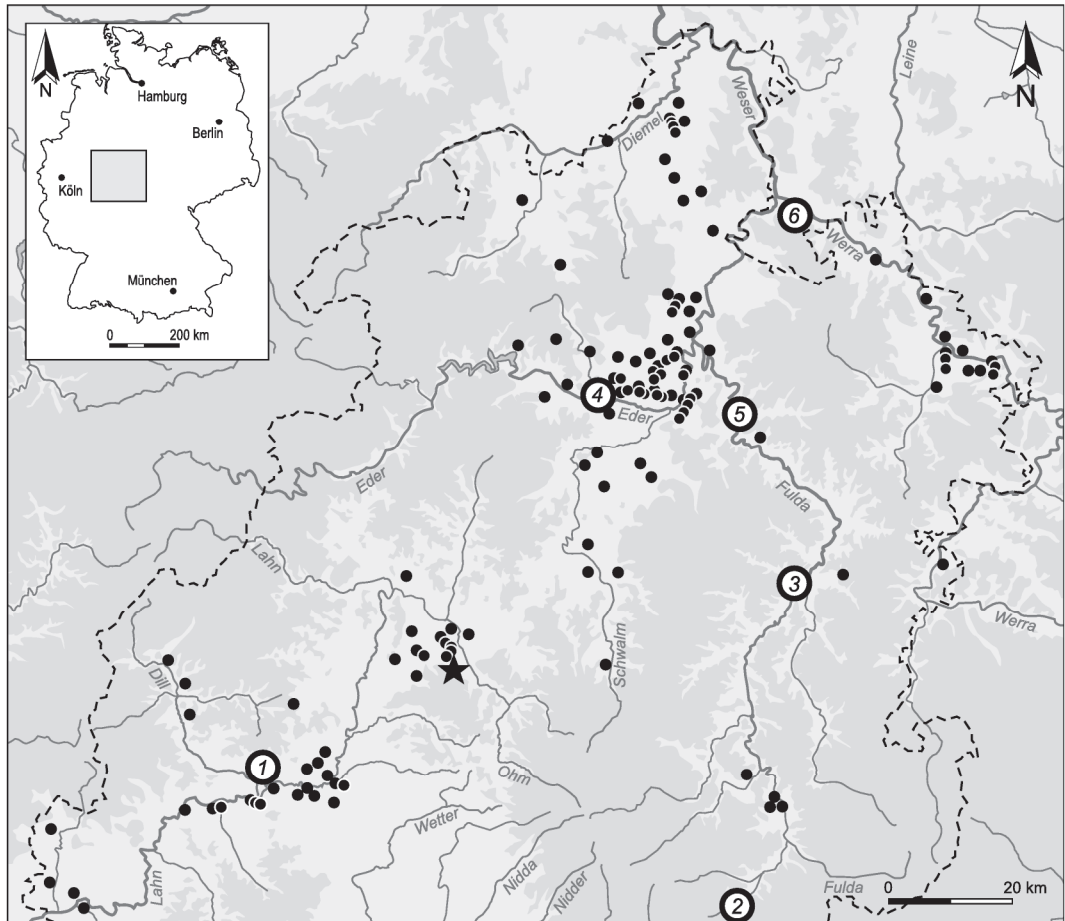 N
Hamburg
Berlin
Köln
München
0 200 km
N
Leine
Weser
Diemel
6
Werra
4
Eder
5
Eder
Fulda
Lahn
3
Schwalm
Werra
Dill
1
Ohm
Wetter
Nidda
Nidder
Lahn
2
Fulda
0 20 km